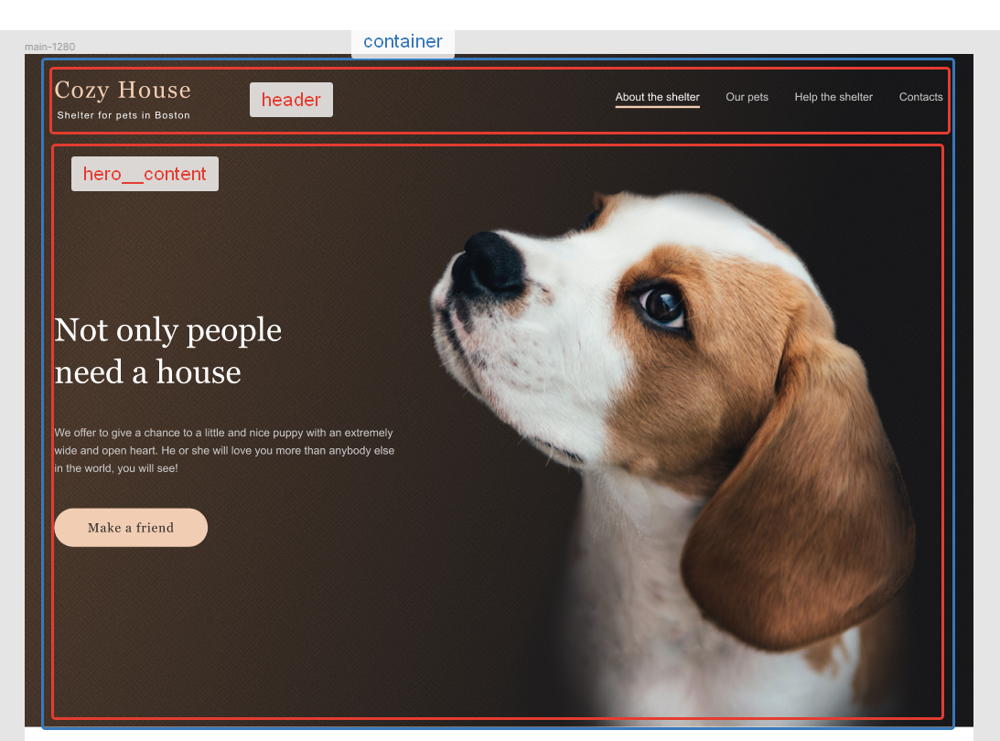 container
main-1280
Cozy House
Shelter for pets in Boston
header
About the shelter
Our pets
Help the shelter
Contacts
hero__content
Not only people
need a house
We offer to give a chance to a little and nice puppy with an extremely
wide and open heart. He or she will love you more than anybody else
in the world, you will see!
Make a friend